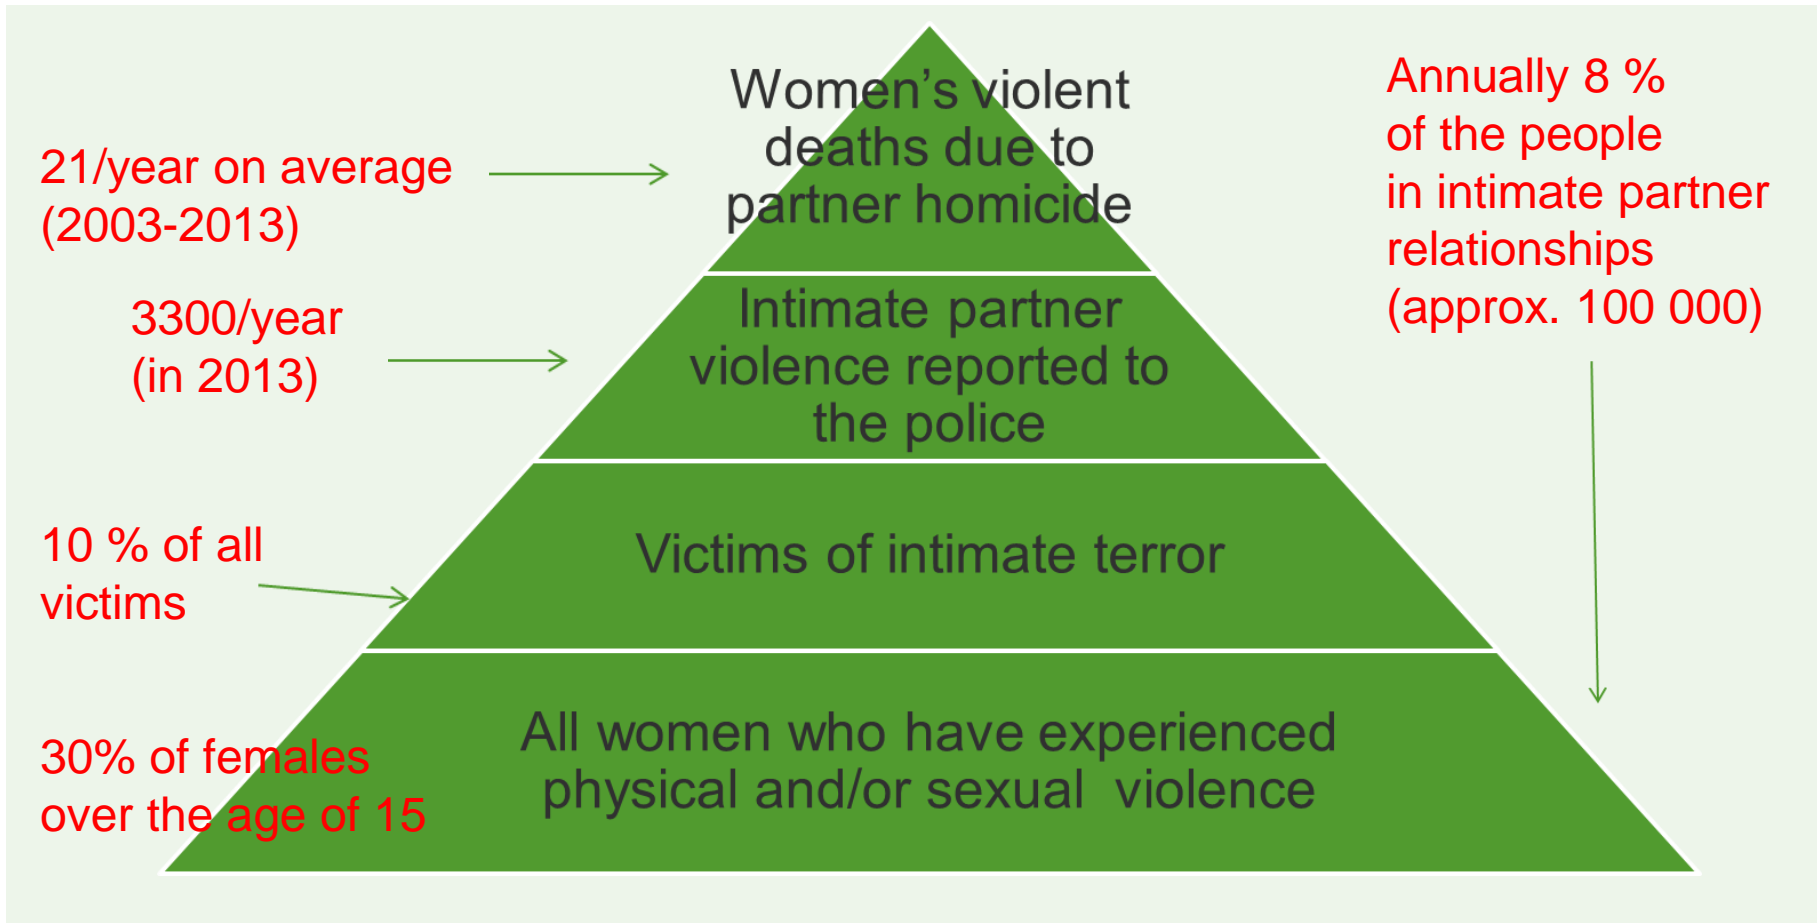 Women's violent
deaths due to
partner homicide
21/year on average
(2003-2013)
Annually 8 %
of the people
in intimate partner
relationships
(approx. 100 000)
Intimate partner
violence reported to
the police
3300/year
(in 2013)
Victims of intimate terror
10 % of all
victims
All women who have experienced
physical and/or sexual violence
30% of females
over the age of 15